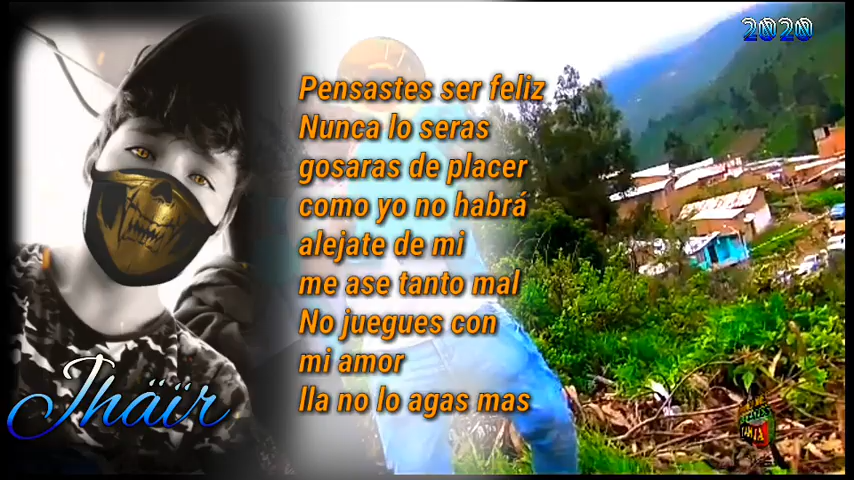 2020
Pensastes ser feliz
Nunca lo seras
gosaras de placer
como yo no habrá
alejate de mi
me ase tanto mal
No juegues con
mi amor
lla no lo agas mas
Jhäïr